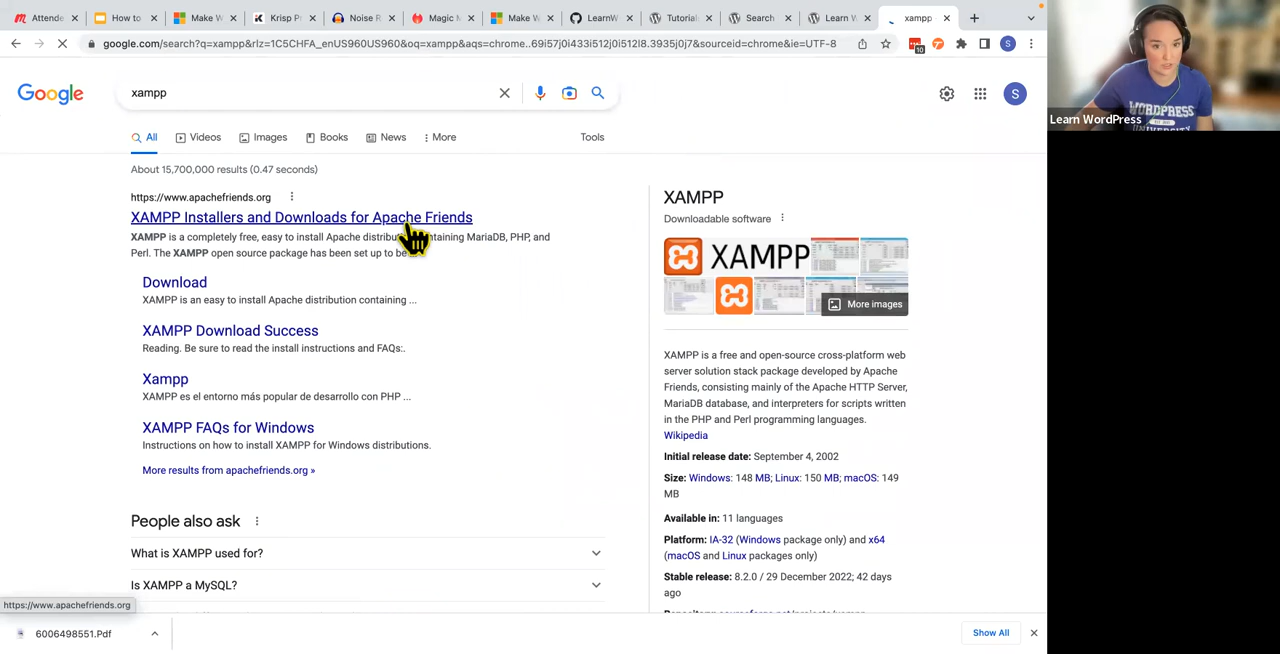 Attende
How to
Make W
Krisp P
Noise R
Magic M
Make W
LearnW
Tutorial
Search
Learn W
xampp
google.com/search?q=xampp&rlz=1C5CHFA_enUS960US960&oq=xampp&aqs=chrome..69i57j0i433i512j0i512l8.3935j0j7&sourceid=chrome&ie=UTF-8
10
S
Google
xampp
S
All
Videos
Images
Books
News
More
Tools
About 15,700,000 results (0.47 seconds)
https://www.apachefriends.org
XAMPP Installers and Downloads for Apache Friends
XAMPP is a completely free, easy to install Apache distribu ntaining MariaDB, PHP, and
Perl. The XAMPP open source package has been set up to be
Download
XAMPP is an easy to install Apache distribution containing ...
XAMPP Download Success
Reading. Be sure to read the install instructions and FAQs:.
Xampp
XAMPP es el entorno más popular de desarrollo con PHP ...
XAMPP FAQs for Windows
Instructions on how to install XAMPP for Windows distributions.
More results from apachefriends.org »
People also ask
What is XAMPP used for?
Is XAMPP a MySQL?
XAMPP
Downloadable software
XAMPP
More images
XAMPP is a free and open-source cross-platform web
server solution stack package developed by Apache
Friends, consisting mainly of the Apache HTTP Server,
MariaDB database, and interpreters for scripts written
in the PHP and Perl programming languages.
Wikipedia
Initial release date: September 4, 2002
Size: Windows: 148 MB; Linux: 150 MB; macOS: 149
MB
Available in: 11 languages
Platform: IA-32 (Windows package only) and x64
(macOS and Linux packages only)
Stable release: 8.2.0 / 29 December 2022; 42 days
ago
https://www.apachefriends.org
6006498551.Pdf
Show All
WORDPRESS
UNIVERSITY
Learn WordPress